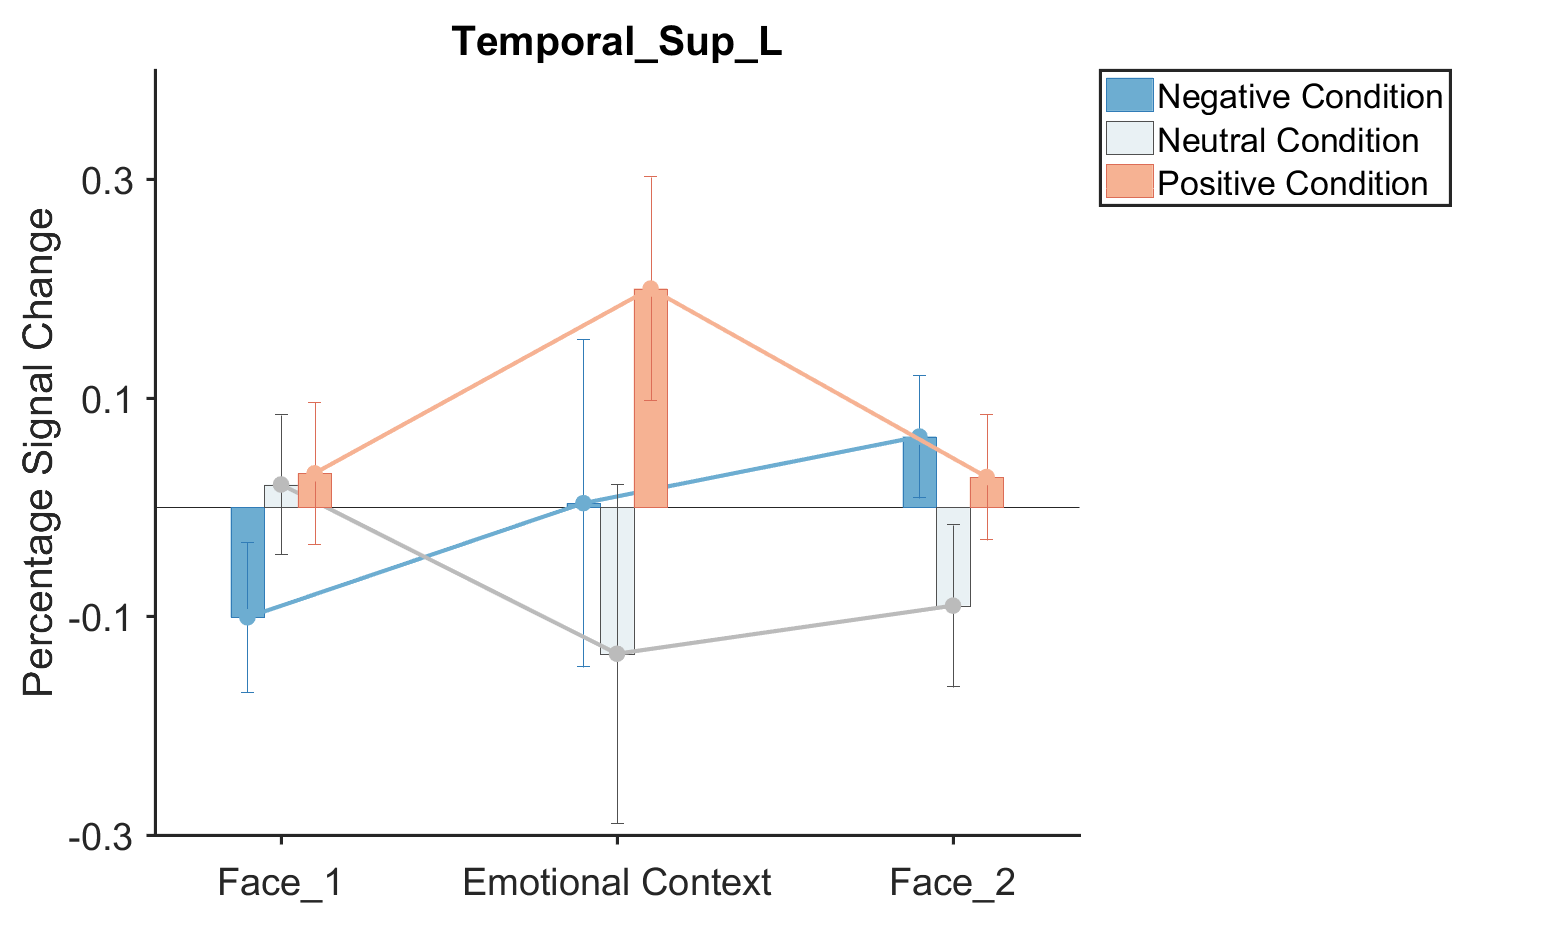 Temporal_Sup_L
Negative Condition
Neutral Condition
Positive Condition
Percentage Signal Change
0.3
0.1
-0.1
-0.3
Face_1
Emotional Context
Face_2